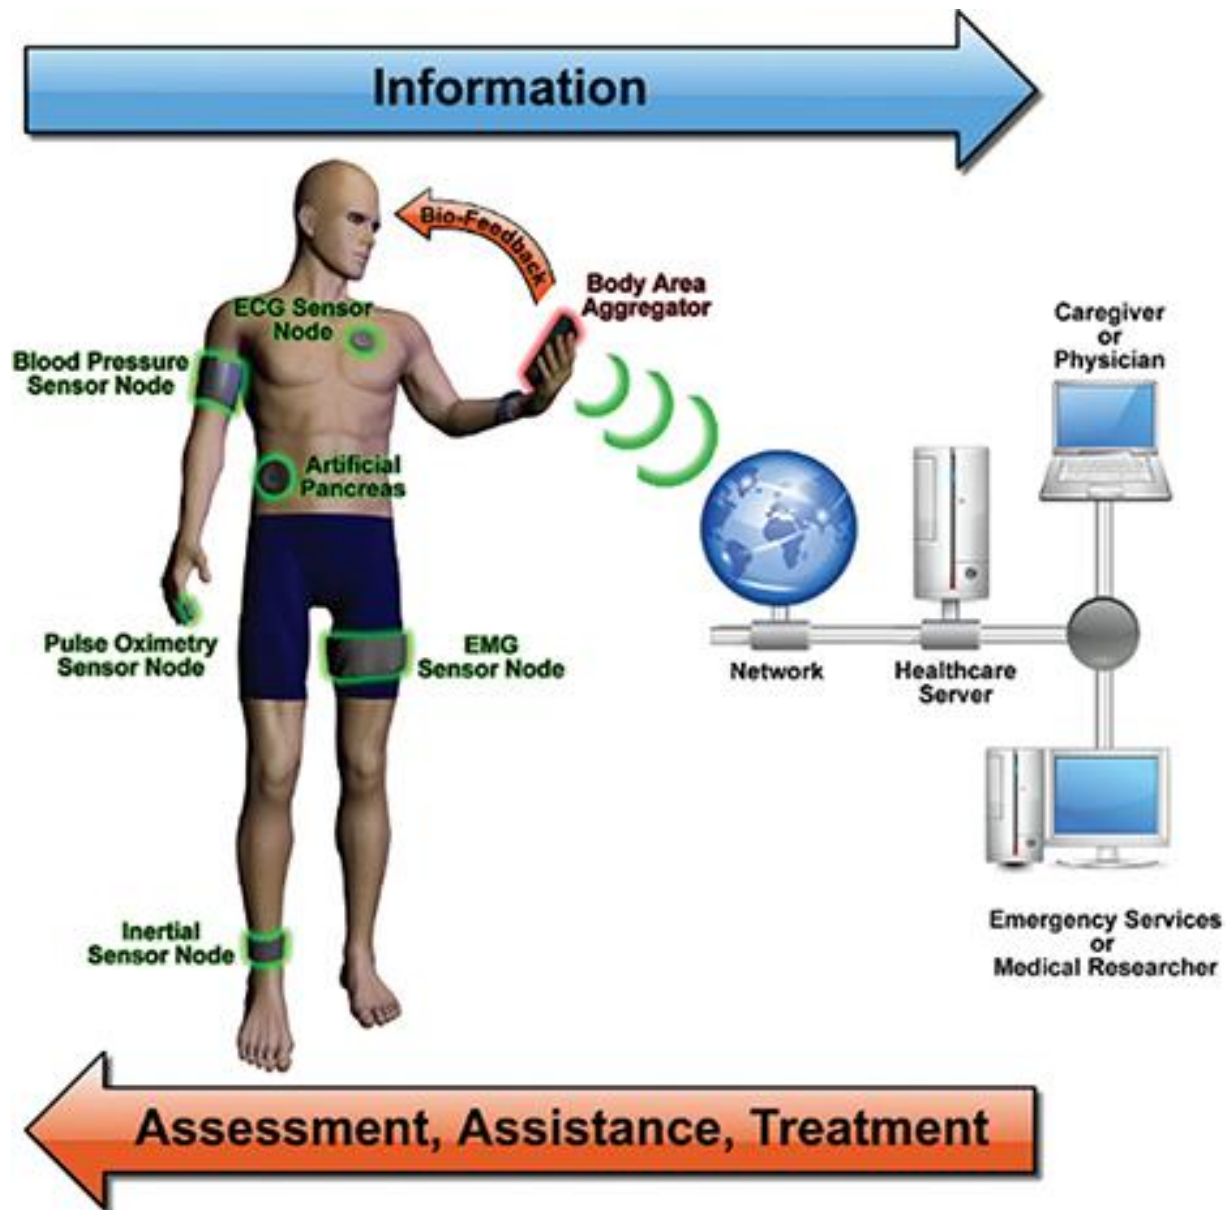 Information
Bio-Feedback
Body Area
Aggregator
ECG Sensor
Node
Blood Pressure
Sensor Node
Artificial
Pancreas
Pulse Oximetry
Sensor Node
EMG
Sensor Node
Inertial
Sensor Node
Caregiver
or
Physician
Network
Healthcare
Server
Emergency Services
or
Medical Researcher
Assessment, Assistance, Treatment